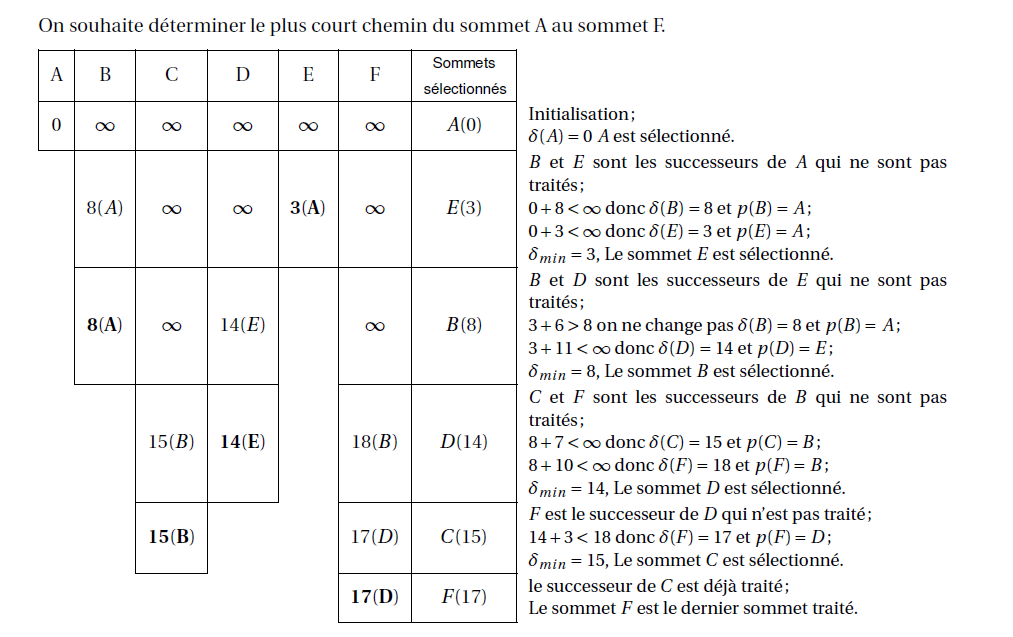 On souhaite déterminer le plus court chemin du sommet A au sommet F.
A B C D E F Sommets
sélectionnés
0 ∞ ∞ ∞ ∞ ∞ A(0)
Initialisation;
δ(A) = 0 A est sélectionné.
8(A) ∞ ∞ 3(A) ∞ E(3)
B et E sont les successeurs de A qui ne sont pas
traités;
0+8 < ∞ donc δ(B) = 8 et p(B) = A;
0+3 < ∞ donc δ(E) = 3 et p(E) = A;
δmin = 3, Le sommet E est sélectionné.
8(A) ∞ 14(E) ∞ B(8)
B et D sont les successeurs de E qui ne sont pas
traités;
3+6 > 8 on ne change pas δ(B) = 8 et p(B) = A;
3+11 < ∞ donc δ(D) = 14 et p(D) = E;
δmin = 8, Le sommet B est sélectionné.
15(B) 14(E) 18(B) D(14)
C et F sont les successeurs de B qui ne sont pas
traités;
8+7 < ∞ donc δ(C) = 15 et p(C) = B;
8+10 < ∞ donc δ(F) = 18 et p(F) = B;
δmin = 14, Le sommet D est sélectionné.
15(B) 17(D) C(15)
F est le successeur de D qui n'est pas traité;
14+3 < 18 donc δ(F) = 17 et p(F) = D;
δmin = 15, Le sommet C est sélectionné.
17(D) F(17)
le successeur de C est déjà traité;
Le sommet F est le dernier sommet traité.